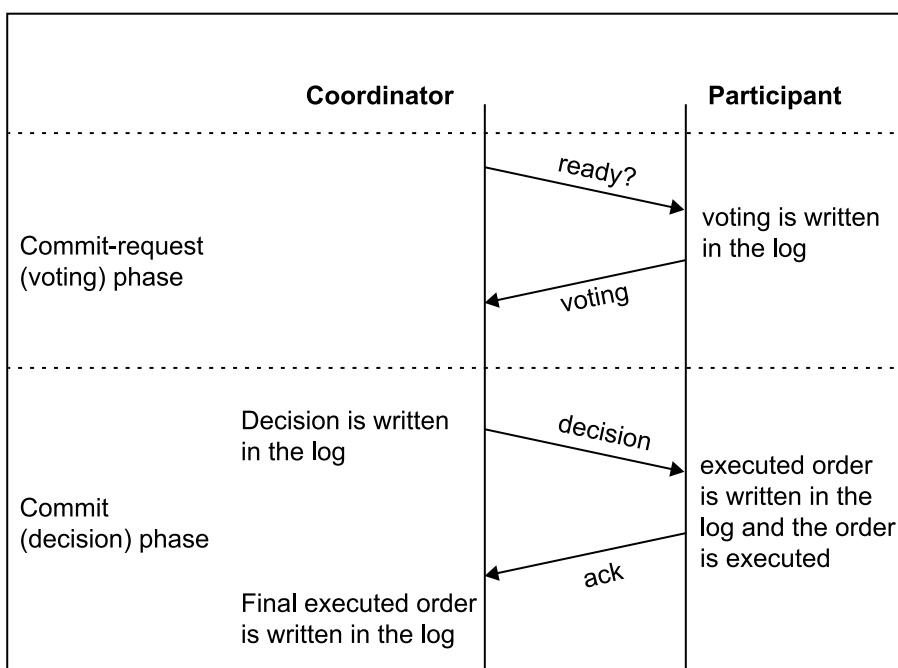 Coordinator
Participant
ready?
voting is written
in the log
Commit-request
(voting) phase
voting
Decision is written
in the log
decision
executed order
is written in the
log and the order
is executed
Commit
(decision) phase
ack
Final executed order
is written in the log